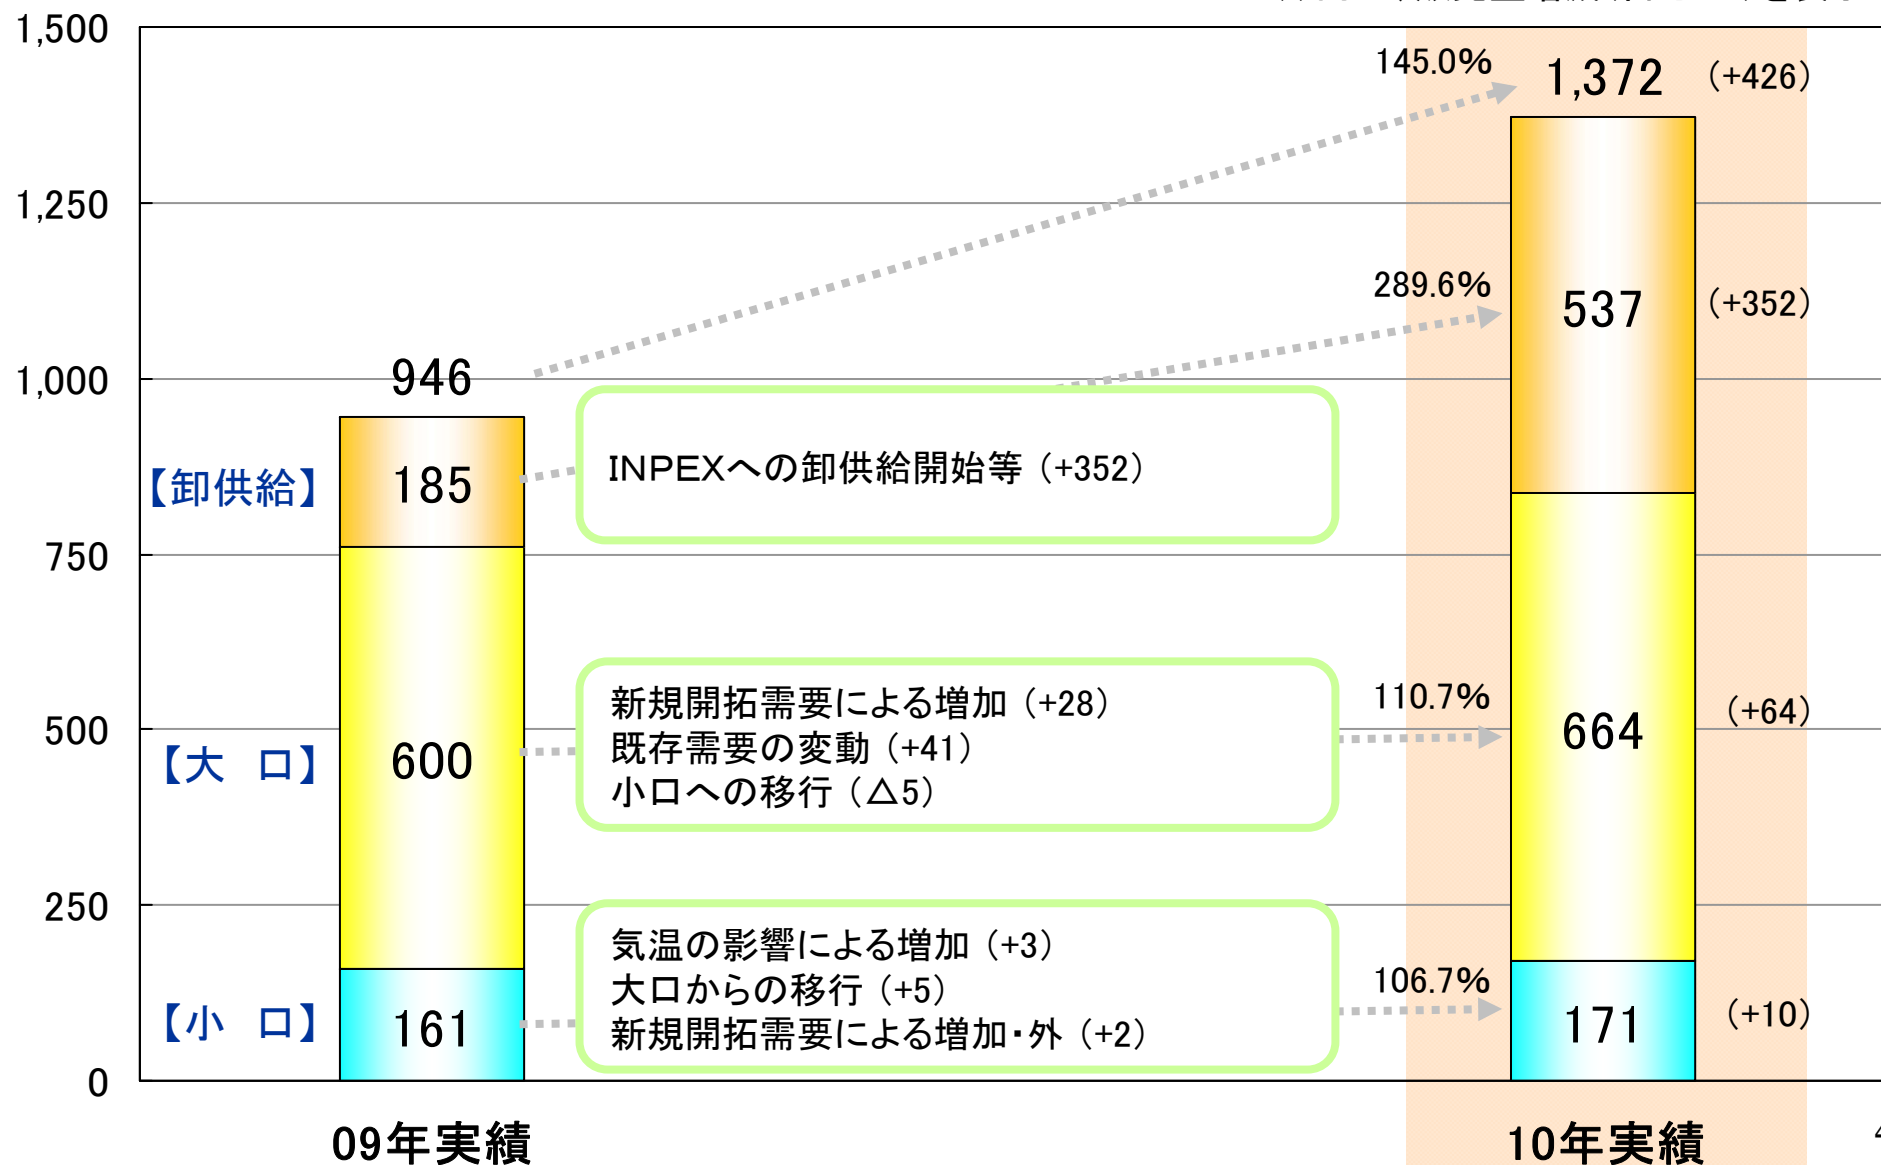 1,500
145.0%
1,372
(+426)
1,250
289.6%
537
(+352)
1,000
946
【卸供給】
185
INPEXへの卸供給開始等 (+352)
750
新規開拓需要による増加 (+28)
既存需要の変動 (+41)
小口への移行 (△5)
110.7%
664
(+64)
500
【大　口】
600
250
気温の影響による増加 (+3)
大口からの移行 (+5)
新規開拓需要による増加・外 (+2)
106.7%
171
(+10)
【小　口】
161
0
09年実績
10年実績